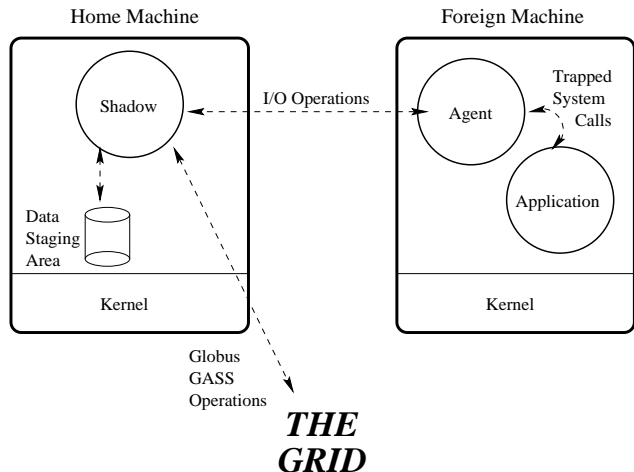 Home Machine
Foreign Machine
Shadow
I/O Operations
Agent
Trapped
System
Calls
Application
Data
Staging
Area
Kernel
Kernel
Globus
GASS
Operations
THE
GRID